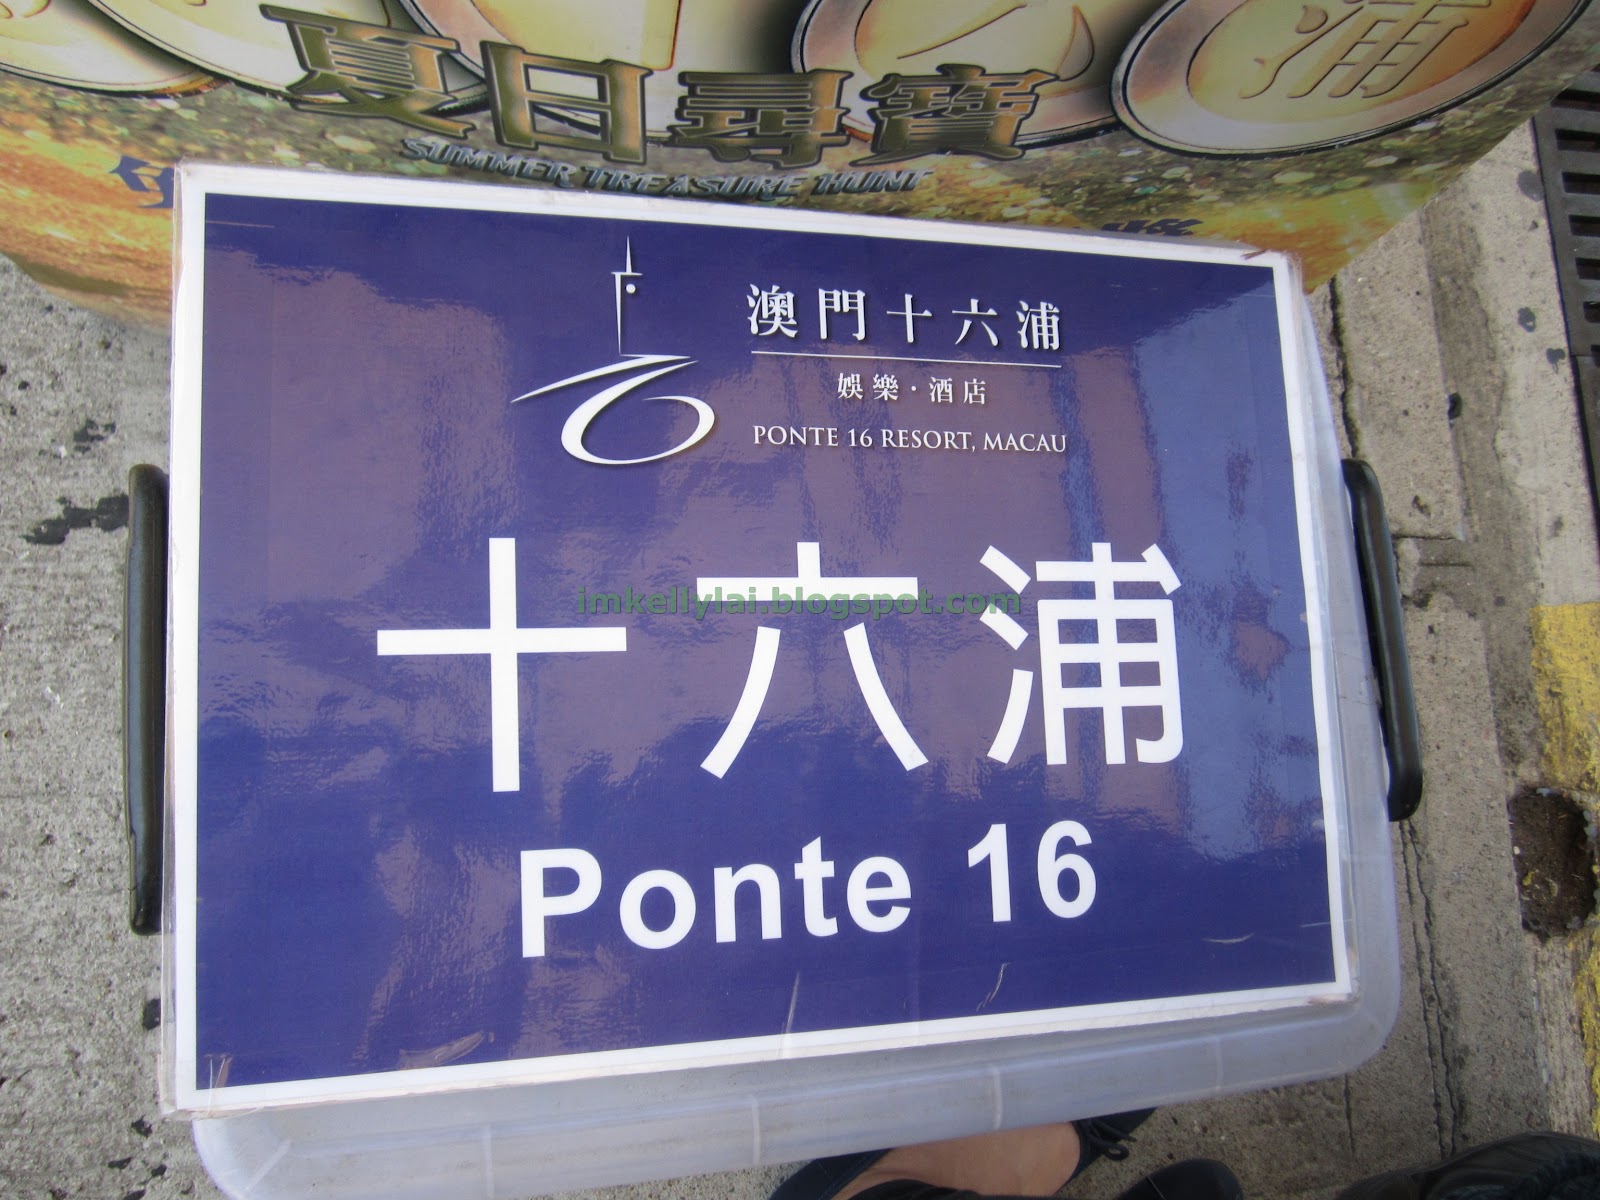 浦
夏日尋寶
SUMMER TREASURE HUNT
澳門十六浦
娛樂·酒店
PONTE 16 RESORT, MACAU
十六浦
imkellylai.blogspot.com
Ponte 16